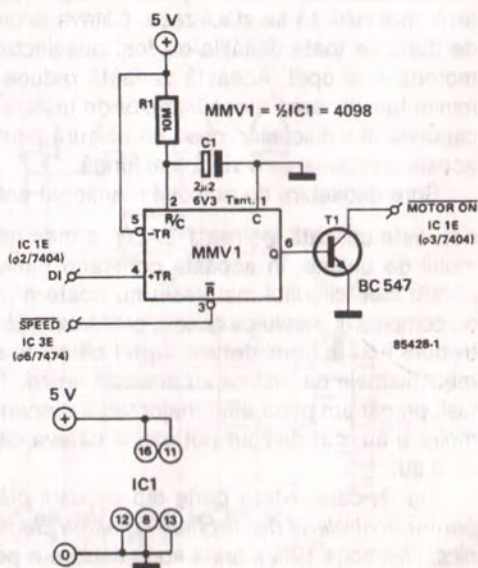 5 V
+
R1
10M
MMV1 = ½IC1 = 4098
C1
2µ2
6V3 Tant.
2
1
5
R/C
C
-TR
MMV1
Q
6
4
+TR
R̅
3
T1
BC 547
MOTOR ON
IC 1E
(p3/7404)
IC 1E
(p2/7404)
DI
SPEED
IC 3E
(p6/7474)
85428-1
5 V
+
16 11
IC1
12 8 13
0